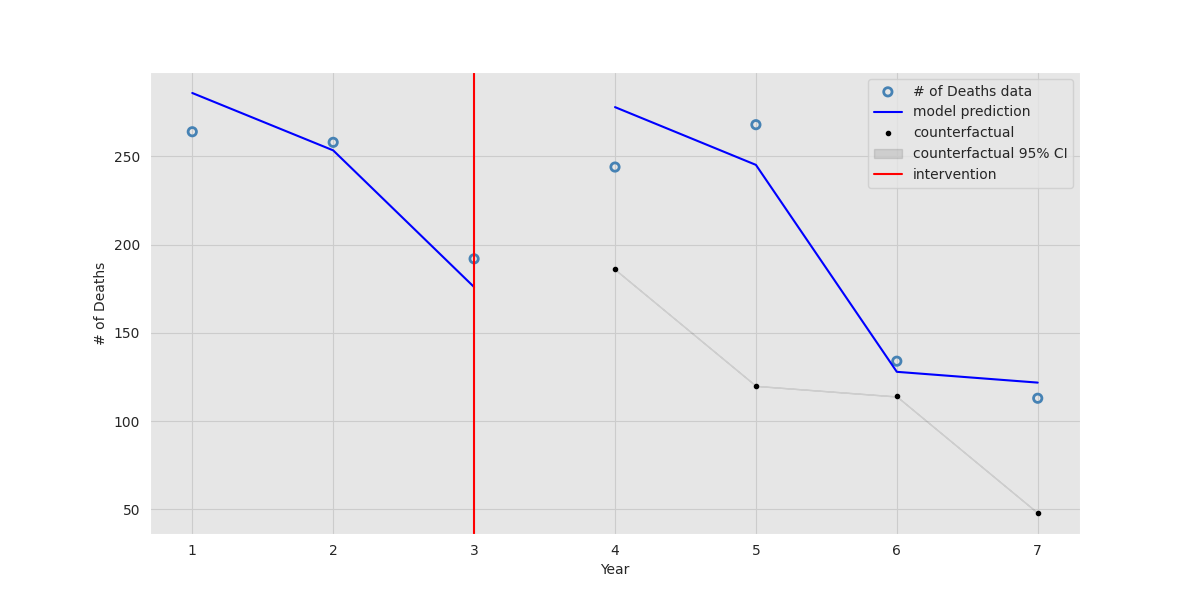 # of Deaths data
model prediction
counterfactual
counterfactual 95% CI
intervention
250
200
150
100
50
# of Deaths
1 2 3 4 5 6 7
Year